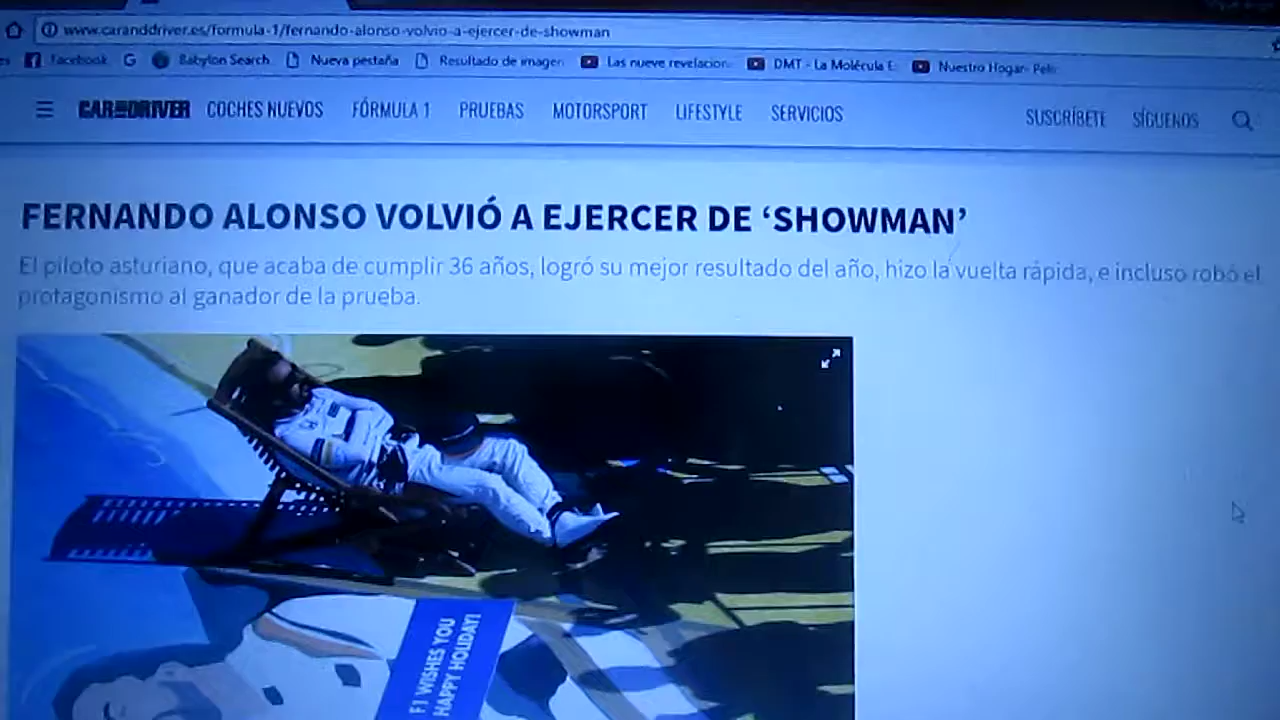 www.caranddriver.es/formula-1/fernando-alonso-volvio-a-ejercer-de-showman
es Facebook G Babylon Search Nueva pestaña Resultado de imagen Las nueve revelacion DMT - La Molécula E Nuestro Hogar- Peli
CAR AND DRIVER COCHES NUEVOS FÓRMULA 1 PRUEBAS MOTORSPORT LIFESTYLE SERVICIOS SUSCRÍBETE SÍGUENOS
FERNANDO ALONSO VOLVIÓ A EJERCER DE ‘SHOWMAN’
El piloto asturiano, que acaba de cumplir 36 años, logró su mejor resultado del año, hizo la vuelta rápida, e incluso robó el
protagonismo al ganador de la prueba.
F1 WISHES YOU
HAPPY HOLIDAY!